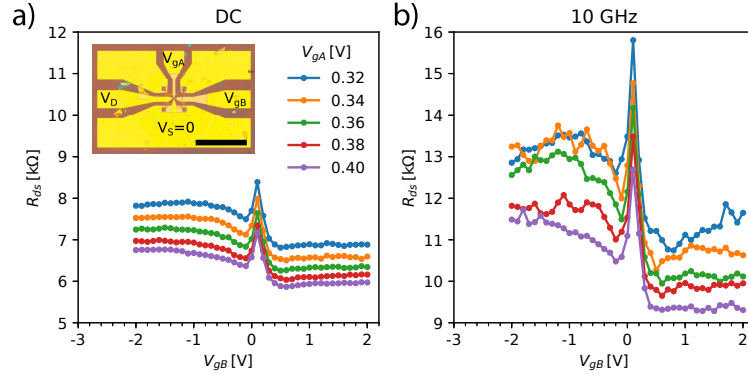 a)
DC
12
11
10
9
8
7
6
5
R_ds [kΩ]
-3
-2
-1
0
1
2
V_gB [V]
V_gA
V_D
V_gB
V_S=0
V_gA [V]
0.32
0.34
0.36
0.38
0.40
b)
10 GHz
16
15
14
13
12
11
10
9
R_ds [kΩ]
-3
-2
-1
0
1
2
V_gB [V]